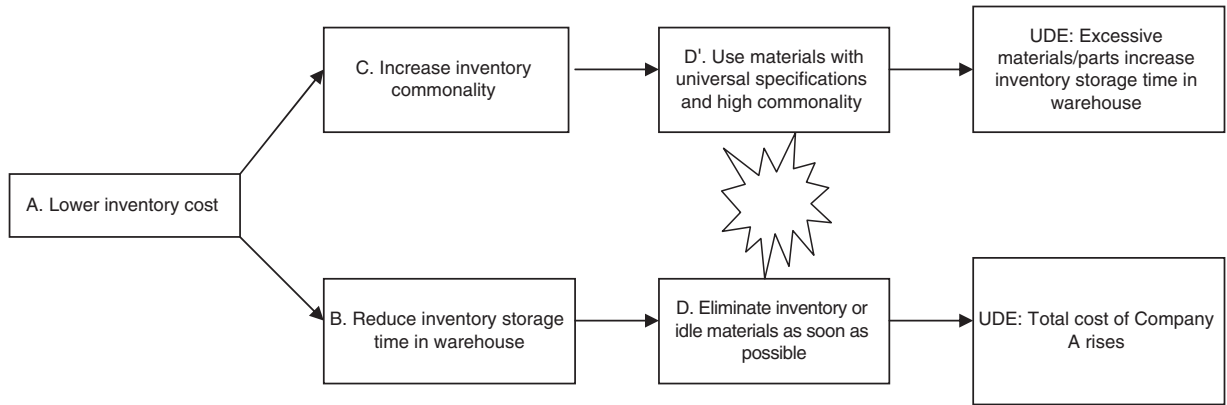 C. Increase inventory
commonality
D'. Use materials with
universal specifications
and high commonality
UDE: Excessive
materials/parts increase
inventory storage time in
warehouse
A. Lower inventory cost
B. Reduce inventory storage
time in warehouse
D. Eliminate inventory or
idle materials as soon as
possible
UDE: Total cost of Company
A rises